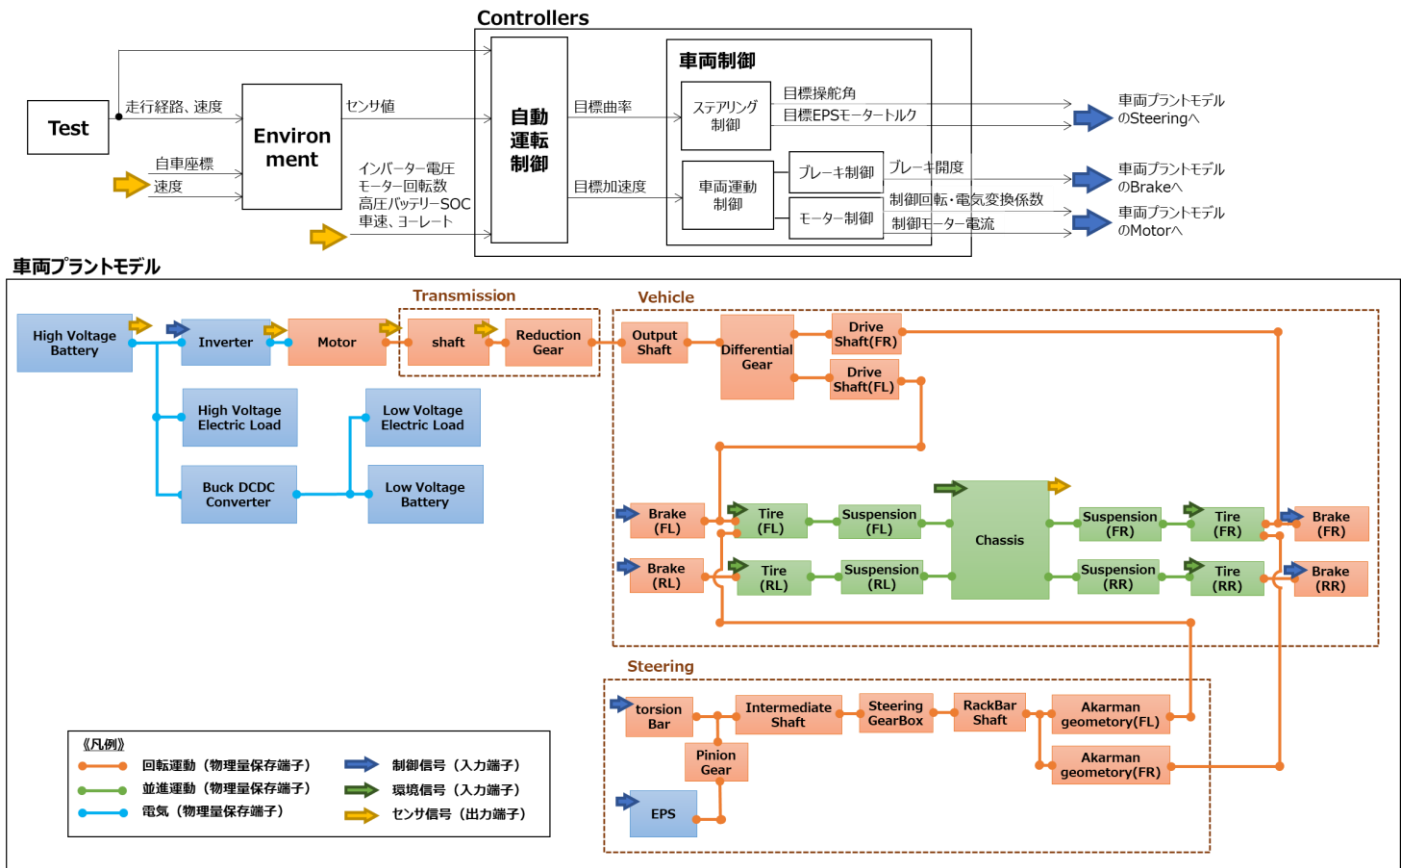 Controllers
車両制御
走行経路、速度
センサ値
Test
Environ
ment
自動
運転
制御
目標曲率
ステアリング
制御
目標操舵角
目標EPSモータートルク
車両プラントモデル
のSteeringへ
自車座標
速度
インバーター電圧
モーター回転数
高圧バッテリーSOC
車速、ヨーレート
目標加速度
車両運動
制御
ブレーキ制御
ブレーキ開度
車両プラントモデル
のBrakeへ
モーター制御
制御回転・電気変換係数
制御モーター電流
車両プラントモデル
のMotorへ
車両プラントモデル
Transmission
Vehicle
High Voltage
Battery
Inverter
Motor
shaft
Reduction
Gear
Output
Shaft
Differential
Gear
Drive
Shaft(FR)
Drive
Shaft(FL)
High Voltage
Electric Load
Low Voltage
Electric Load
Buck DCDC
Converter
Low Voltage
Battery
Brake
(FL)
Tire
(FL)
Suspension
(FL)
Chassis
Suspension
(FR)
Tire
(FR)
Brake
(FR)
Brake
(RL)
Tire
(RL)
Suspension
(RL)
Suspension
(RR)
Tire
(RR)
Brake
(RR)
Steering
torsion
Bar
Intermediate
Shaft
Steering
GearBox
RackBar
Shaft
Akarman
geometory(FL)
Pinion
Gear
Akarman
geometory(FR)
EPS
《凡例》
回転運動（物理量保存端子）
並進運動（物理量保存端子）
電気（物理量保存端子）
制御信号（入力端子）
環境信号（入力端子）
センサ信号（出力端子）